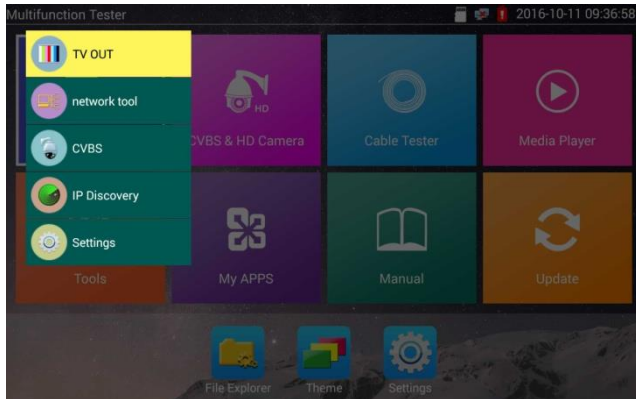 Multifunction Tester
2016-10-11 09:36:58
TV OUT
network tool
CVBS
IP Discovery
Settings
HD
CVBS & HD Camera
Cable Tester
Media Player
Tools
My APPS
Manual
Update
File Explorer
Theme
Settings